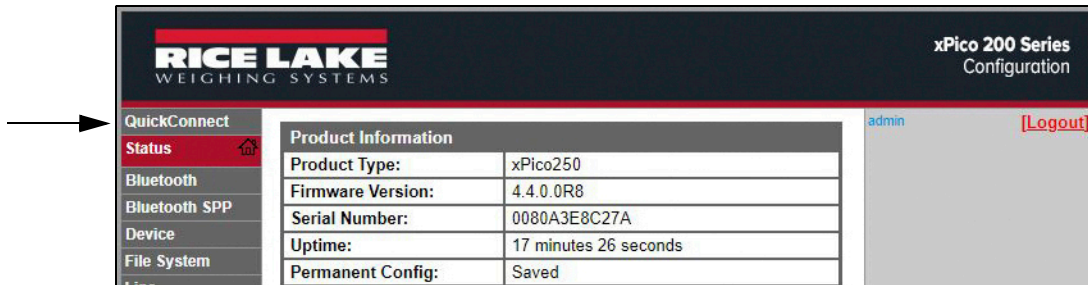 RICE LAKE
WEIGHING SYSTEMS
xPico 200 Series
Configuration
QuickConnect
Status
Bluetooth
Bluetooth SPP
Device
File System
Product Information
Product Type: xPico250
Firmware Version: 4.4.0.0R8
Serial Number: 0080A3E8C27A
Uptime: 17 minutes 26 seconds
Permanent Config: Saved
admin [Logout]